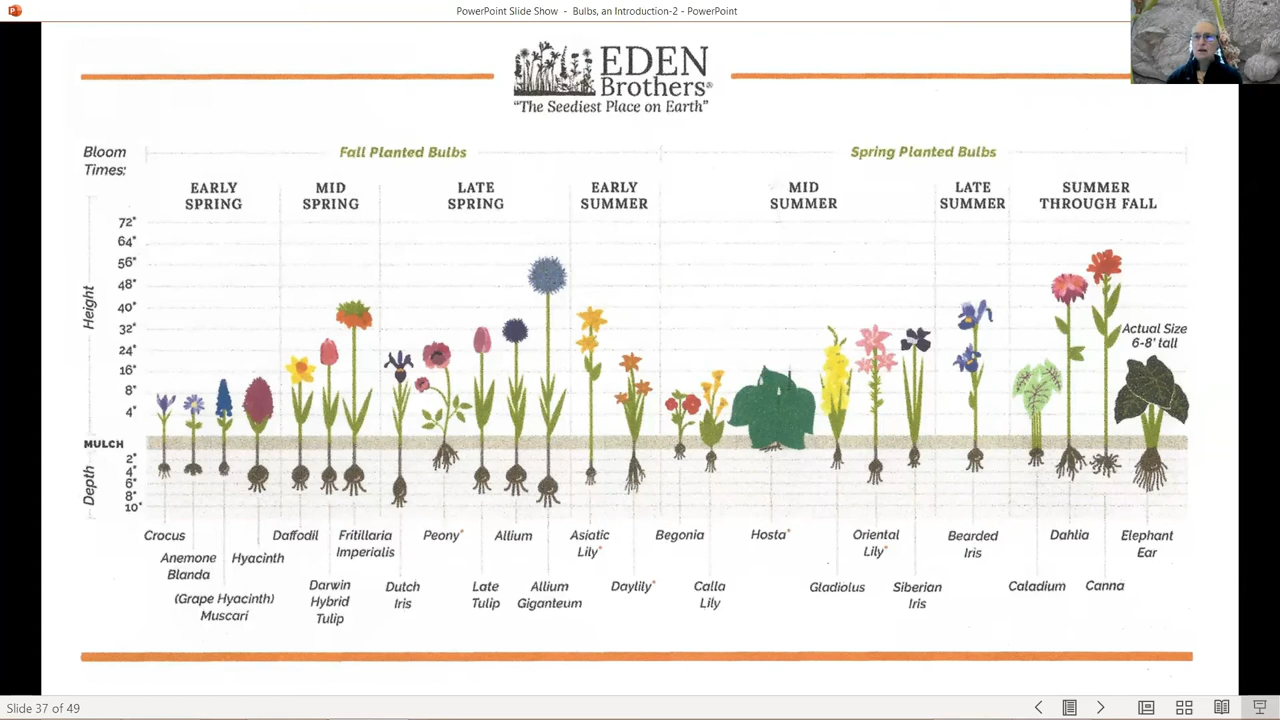 PowerPoint Slide Show - Bulbs, an Introduction-2 - PowerPoint
EDEN
Brothers®
"The Seediest Place on Earth"
Bloom
Times:
Fall Planted Bulbs
Spring Planted Bulbs
EARLY
SPRING
MID
SPRING
LATE
SPRING
EARLY
SUMMER
MID
SUMMER
LATE
SUMMER
SUMMER
THROUGH FALL
Height
72"
64"
56"
48"
40"
32"
24"
16"
8"
4"
Actual Size
6-8' tall
MULCH
Depth
2"
4"
6"
8"
10"
Crocus
Anemone
Blanda
(Grape Hyacinth)
Muscari
Hyacinth
Daffodil
Darwin
Hybrid
Tulip
Fritillaria
Imperialis
Dutch
Iris
Peony*
Late
Tulip
Allium
Allium
Giganteum
Asiatic
Lily*
Daylily*
Begonia
Calla
Lily
Hosta*
Gladiolus
Oriental
Lily*
Siberian
Iris
Bearded
Iris
Caladium
Dahlia
Canna
Elephant
Ear
Slide 37 of 49